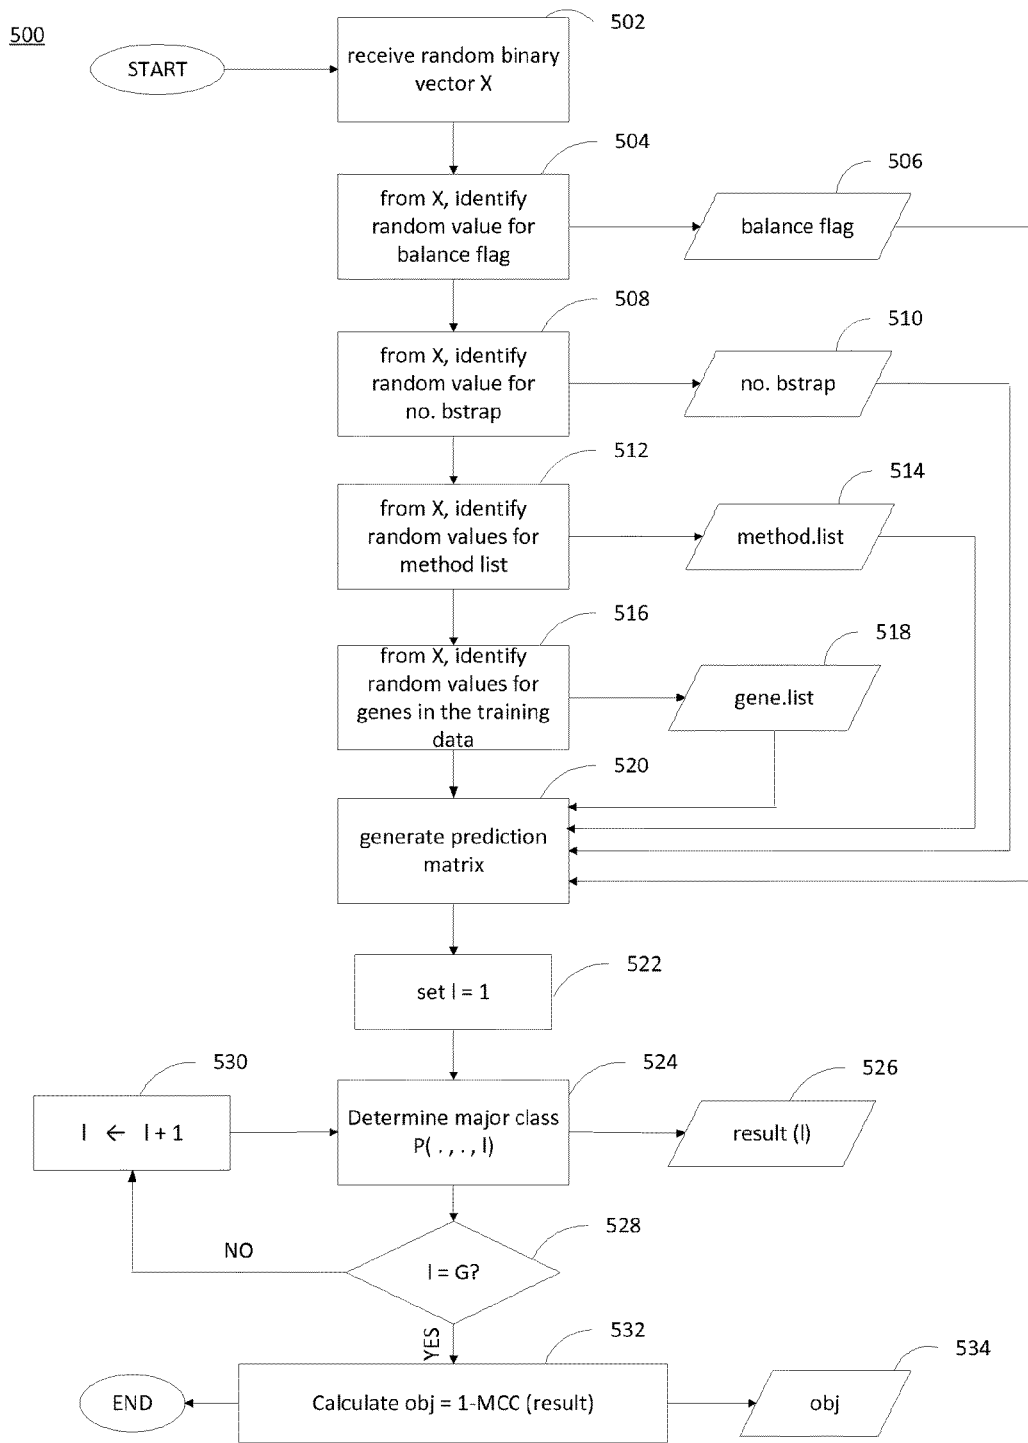 500
502
START
receive random binary
vector X
504
506
from X, identify
random value for
balance flag
balance flag
508
510
from X, identify
random value for
no. bstrap
no. bstrap
512
514
from X, identify
random values for
method list
method.list
516
518
from X, identify
random values for
genes in the training
data
gene.list
520
generate prediction
matrix
522
set l = 1
530
524
526
l ← l + 1
Determine major class
P( . , . , l)
result (l)
528
NO
l = G?
YES
532
534
END
Calculate obj = 1-MCC (result)
obj